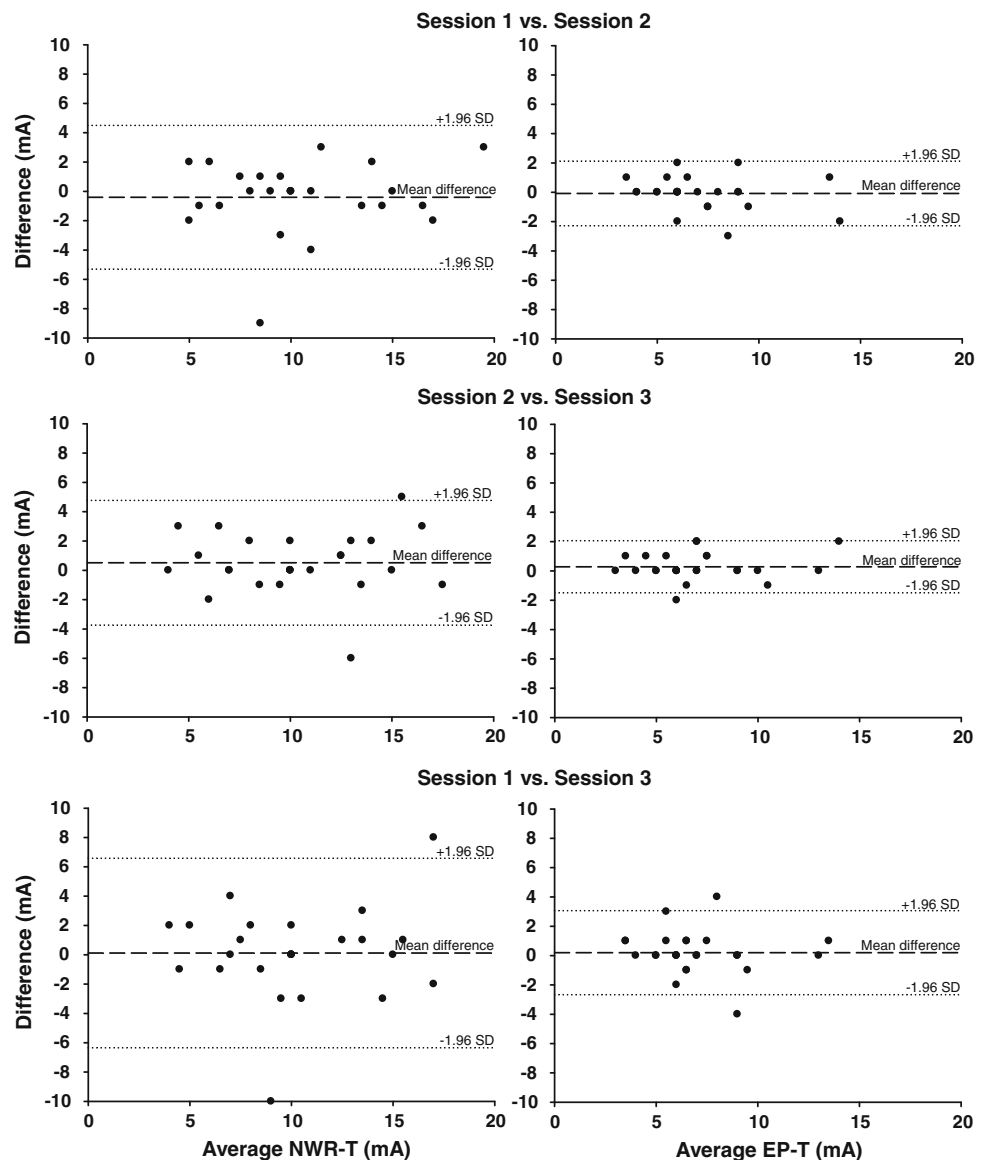 Session 1 vs. Session 2
Difference (mA)
10
8
6
4
2
0
-2
-4
-6
-8
-10
+1.96 SD
Mean difference
-1.96 SD
0 5 10 15 20
10
8
6
4
2
0
-2
-4
-6
-8
-10
+1.96 SD
Mean difference
-1.96 SD
0 5 10 15 20
Session 2 vs. Session 3
Difference (mA)
10
8
6
4
2
0
-2
-4
-6
-8
-10
+1.96 SD
Mean difference
-1.96 SD
0 5 10 15 20
10
8
6
4
2
0
-2
-4
-6
-8
-10
+1.96 SD
Mean difference
-1.96 SD
0 5 10 15 20
Session 1 vs. Session 3
Difference (mA)
10
8
6
4
2
0
-2
-4
-6
-8
-10
+1.96 SD
Mean difference
-1.96 SD
0 5 10 15 20
Average NWR-T (mA)
10
8
6
4
2
0
-2
-4
-6
-8
-10
+1.96 SD
Mean difference
-1.96 SD
0 5 10 15 20
Average EP-T (mA)